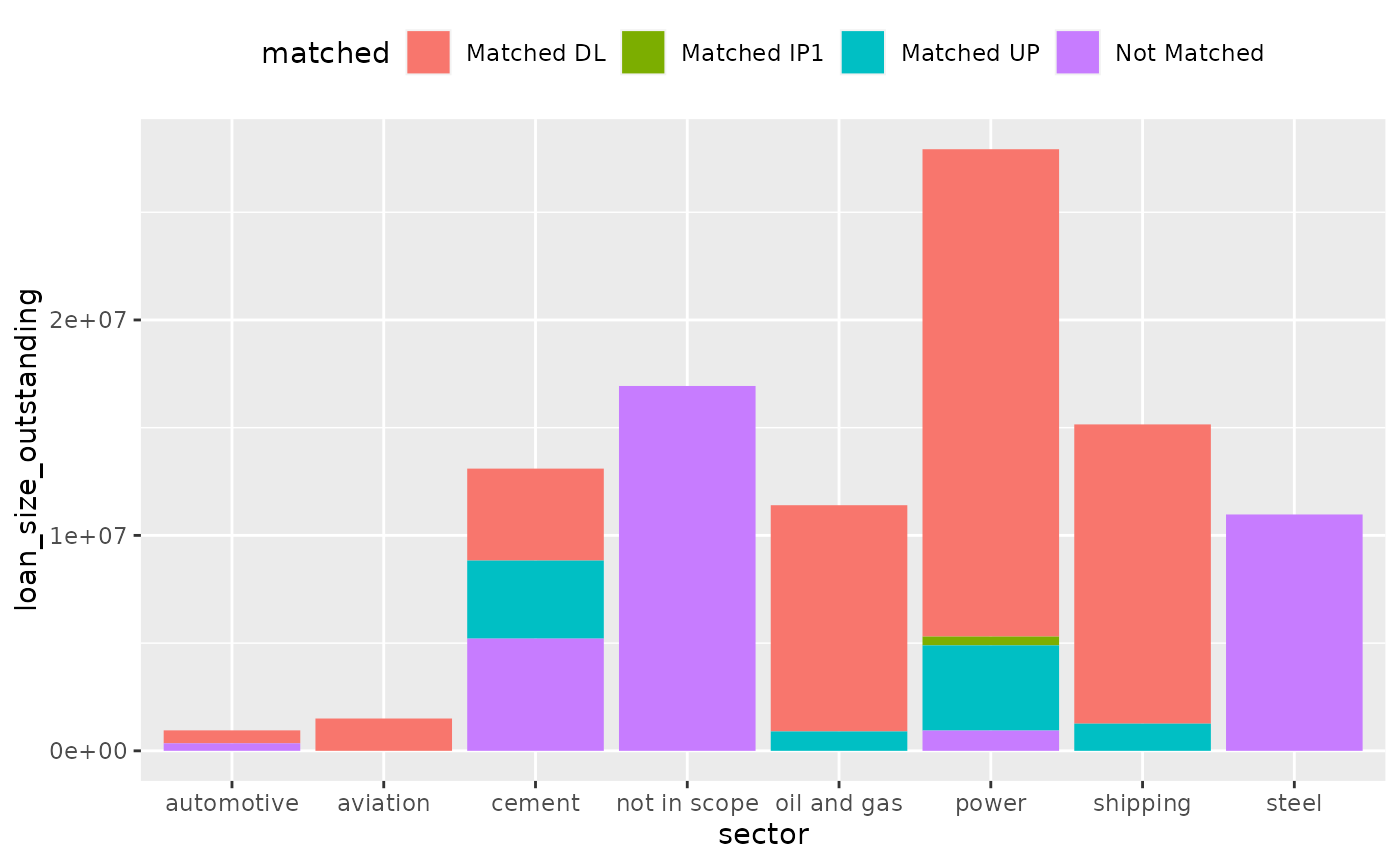 matched Matched DL Matched IP1 Matched UP Not Matched
loan_size_outstanding
2e+07
1e+07
0e+00
automotive aviation cement not in scope oil and gas power shipping steel
sector